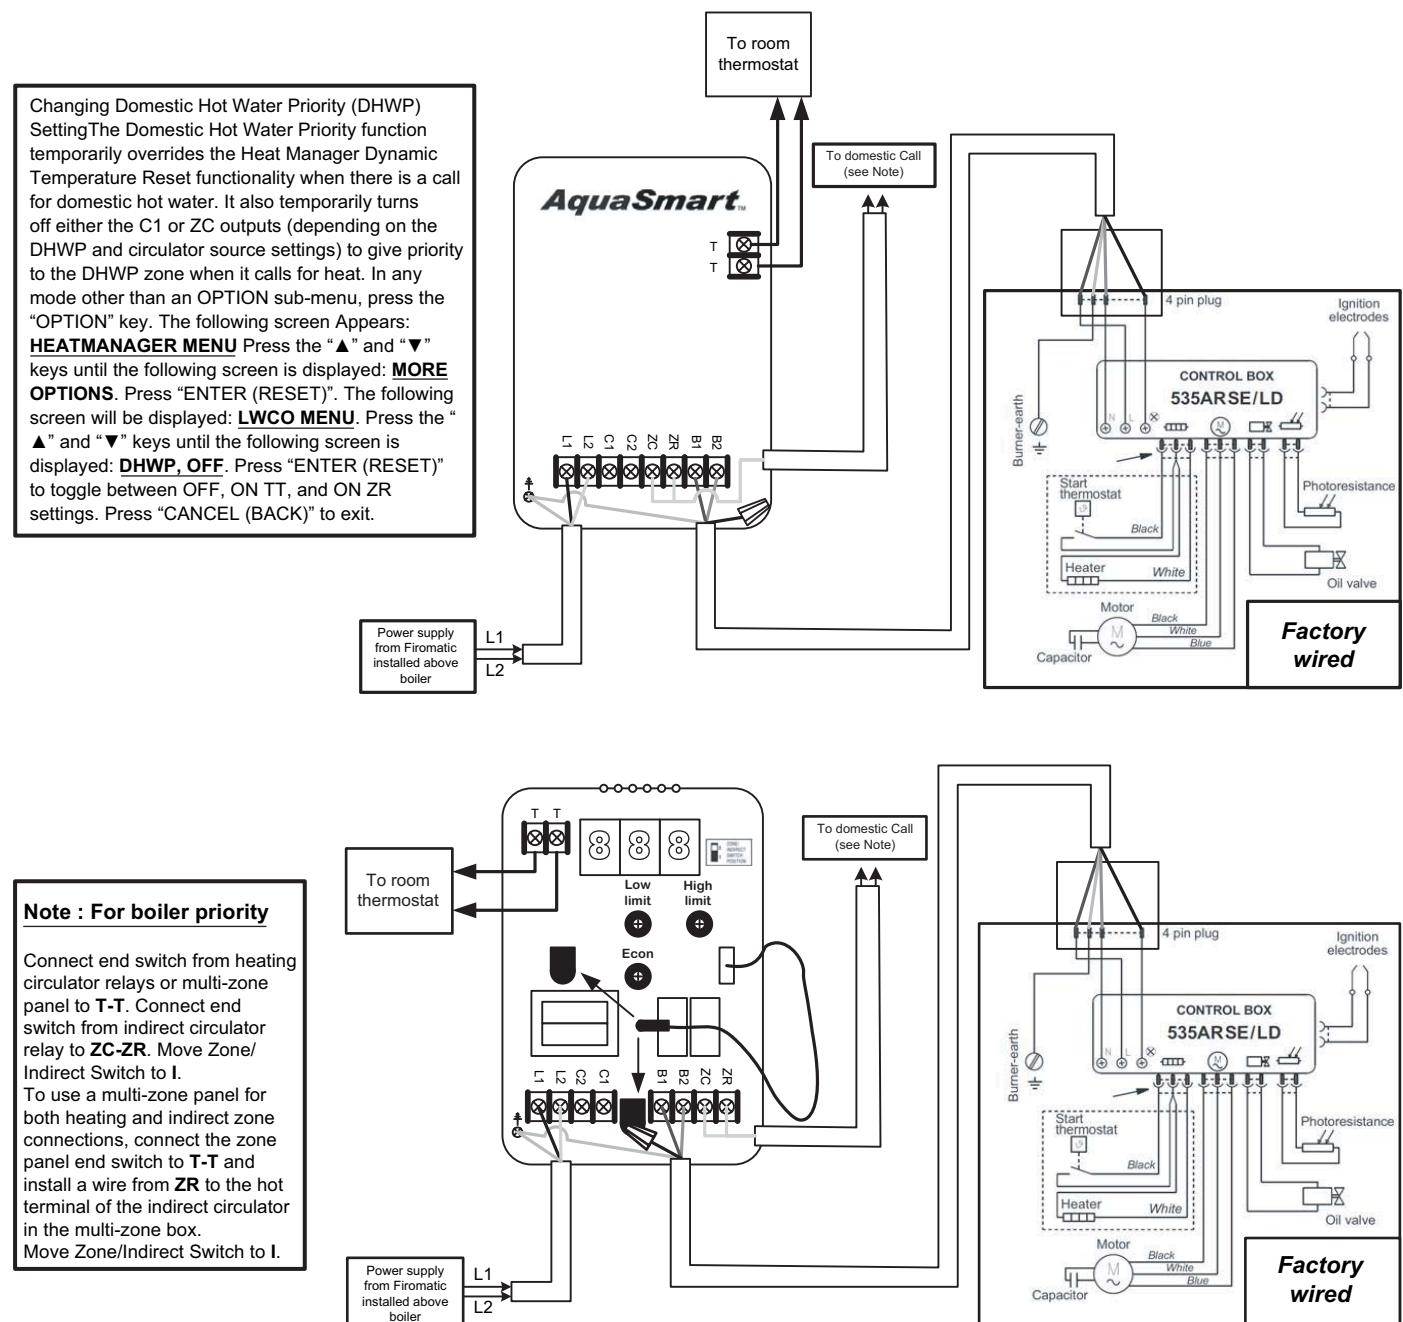 To room
thermostat
Changing Domestic Hot Water Priority (DHWP)
SettingThe Domestic Hot Water Priority function
temporarily overrides the Heat Manager Dynamic
Temperature Reset functionality when there is a call
for domestic hot water. It also temporarily turns
off either the C1 or ZC outputs (depending on the
DHWP and circulator source settings) to give priority
to the DHWP zone when it calls for heat. In any
mode other than an OPTION sub-menu, press the
“OPTION” key. The following screen Appears:
HEATMANAGER MENU Press the “▲” and “▼”
keys until the following screen is displayed: MORE
OPTIONS. Press “ENTER (RESET)”. The following
screen will be displayed: LWCO MENU. Press the “
▲” and “▼” keys until the following screen is
displayed: DHWP, OFF. Press “ENTER (RESET)”
to toggle between OFF, ON TT, and ON ZR
settings. Press “CANCEL (BACK)” to exit.
AquaSmart™
T
T
To domestic Call
(see Note)
L1 L2 C1 C2 ZC ZR B1 B2
Power supply
from Firomatic
installed above
boiler
L1
L2
4 pin plug
Ignition
electrodes
CONTROL BOX
535ARSE/LD
N L
M
Burner-earth
Start
thermostat
Black
Heater
White
Photoresistance
Oil valve
Motor
M
Black
White
Blue
Capacitor
Factory
wired
T T
8 8 8
ZONE/
INDIRECT
SWITCH
POSITION
To room
thermostat
Low
limit
High
limit
Econ
To domestic Call
(see Note)
L1 L2 C2 C1 B1 B2 ZC ZR
Note : For boiler priority
Connect end switch from heating
circulator relays or multi-zone
panel to T-T. Connect end
switch from indirect circulator
relay to ZC-ZR. Move Zone/
Indirect Switch to I.
To use a multi-zone panel for
both heating and indirect zone
connections, connect the zone
panel end switch to T-T and
install a wire from ZR to the hot
terminal of the indirect circulator
in the multi-zone box.
Move Zone/Indirect Switch to I.
Power supply
from Firomatic
installed above
boiler
L1
L2
4 pin plug
Ignition
electrodes
CONTROL BOX
535ARSE/LD
N L
M
Burner-earth
Start
thermostat
Black
Heater
White
Photoresistance
Oil valve
Motor
M
Black
White
Blue
Capacitor
Factory
wired